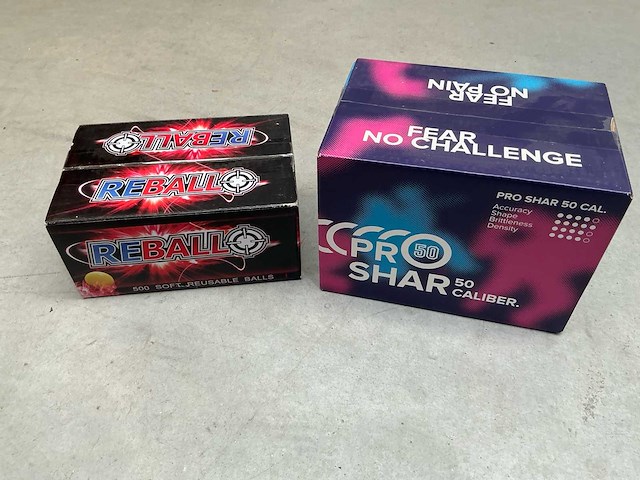 REBALL
REBALL
REBALL
500 SOFT REUSABLE BALLS
FEAR
NO PAIN
FEAR
NO CHALLENGE
PRO SHAR 50 CAL.
Accuracy
Shape
Brittleness
Density
PRO
50
SHAR
50
CALIBER.